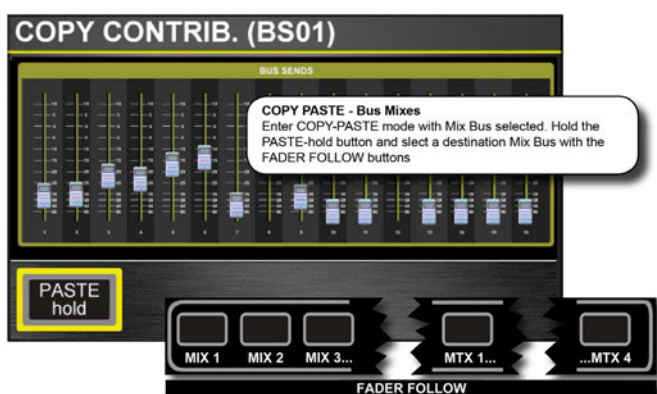 COPY CONTRIB. (BS01)
BUS SENDS
COPY PASTE - Bus Mixes
Enter COPY-PASTE mode with Mix Bus selected. Hold the
PASTE-hold button and slect a destination Mix Bus with the
FADER FOLLOW buttons
PASTE
hold
MIX 1 MIX 2 MIX 3... MTX 1... ...MTX 4
FADER FOLLOW